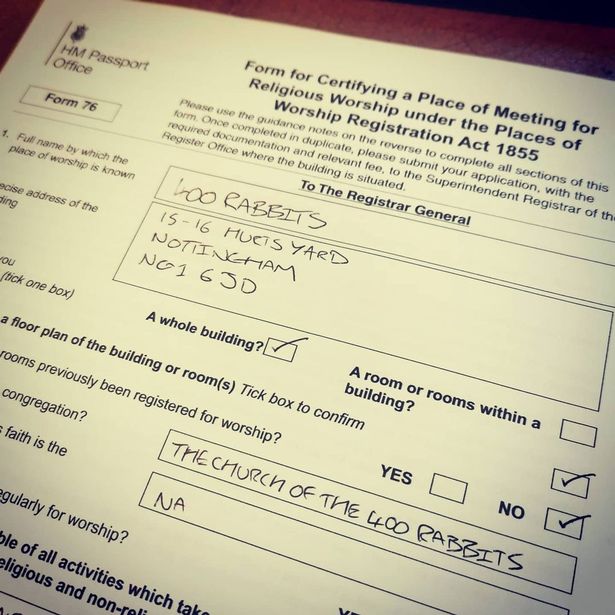 HM Passport
Office
Form for Certifying a Place of Meeting for
Religious Worship under the Places of
Worship Registration Act 1855
Form 76
Please use the guidance notes on the reverse to complete all sections of this
form. Once completed in duplicate, please submit your application, with the
required documentation and relevant fee, to the Superintendent Registrar of th
Register Office where the building is situated.
To The Registrar General
1. Full name by which the
place of worship is known
400 RABBITS
ecise address of the
ding
15-16 HURTS YARD
NOTTINGHAM
NG1 6JD
ou
(tick one box)
A whole building?
A room or rooms within a
building?
a floor plan of the building or room(s) Tick box to confirm
rooms previously been registered for worship?
YES
NO
congregation?
THE CHURCH OF THE 400 RABBITS
faith is the
NA
egularly for worship?
ble of all activities which take
eligious and non-reli